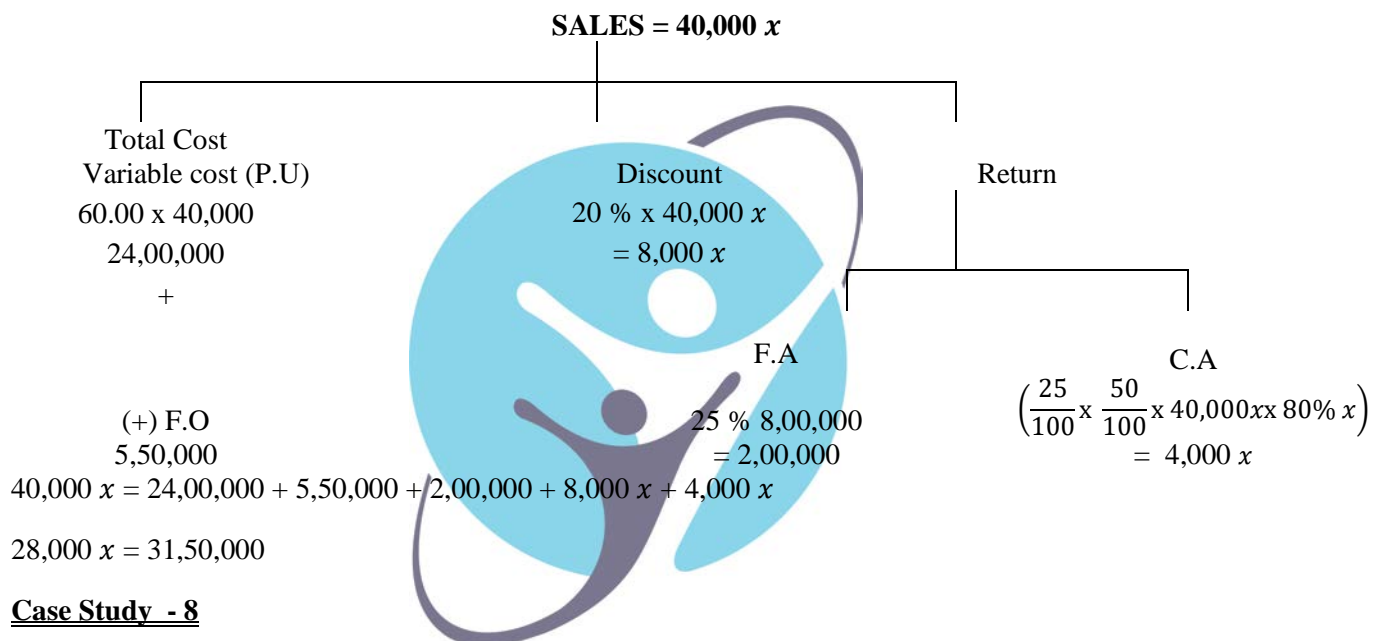 SALES = 40,000 𝑥
Total Cost
Variable cost (P.U)
60.00 x 40,000
24,00,000
+
(+) F.O
5,50,000
Discount
20 % x 40,000 𝑥
= 8,000 𝑥
Return
F.A
25 % 8,00,000
= 2,00,000
C.A
(25/100 x 50/100 x 40,000𝑥x 80% 𝑥)
= 4,000 𝑥
40,000 𝑥 = 24,00,000 + 5,50,000 + 2,00,000 + 8,000 𝑥 + 4,000 𝑥
28,000 𝑥 = 31,50,000
Case Study - 8